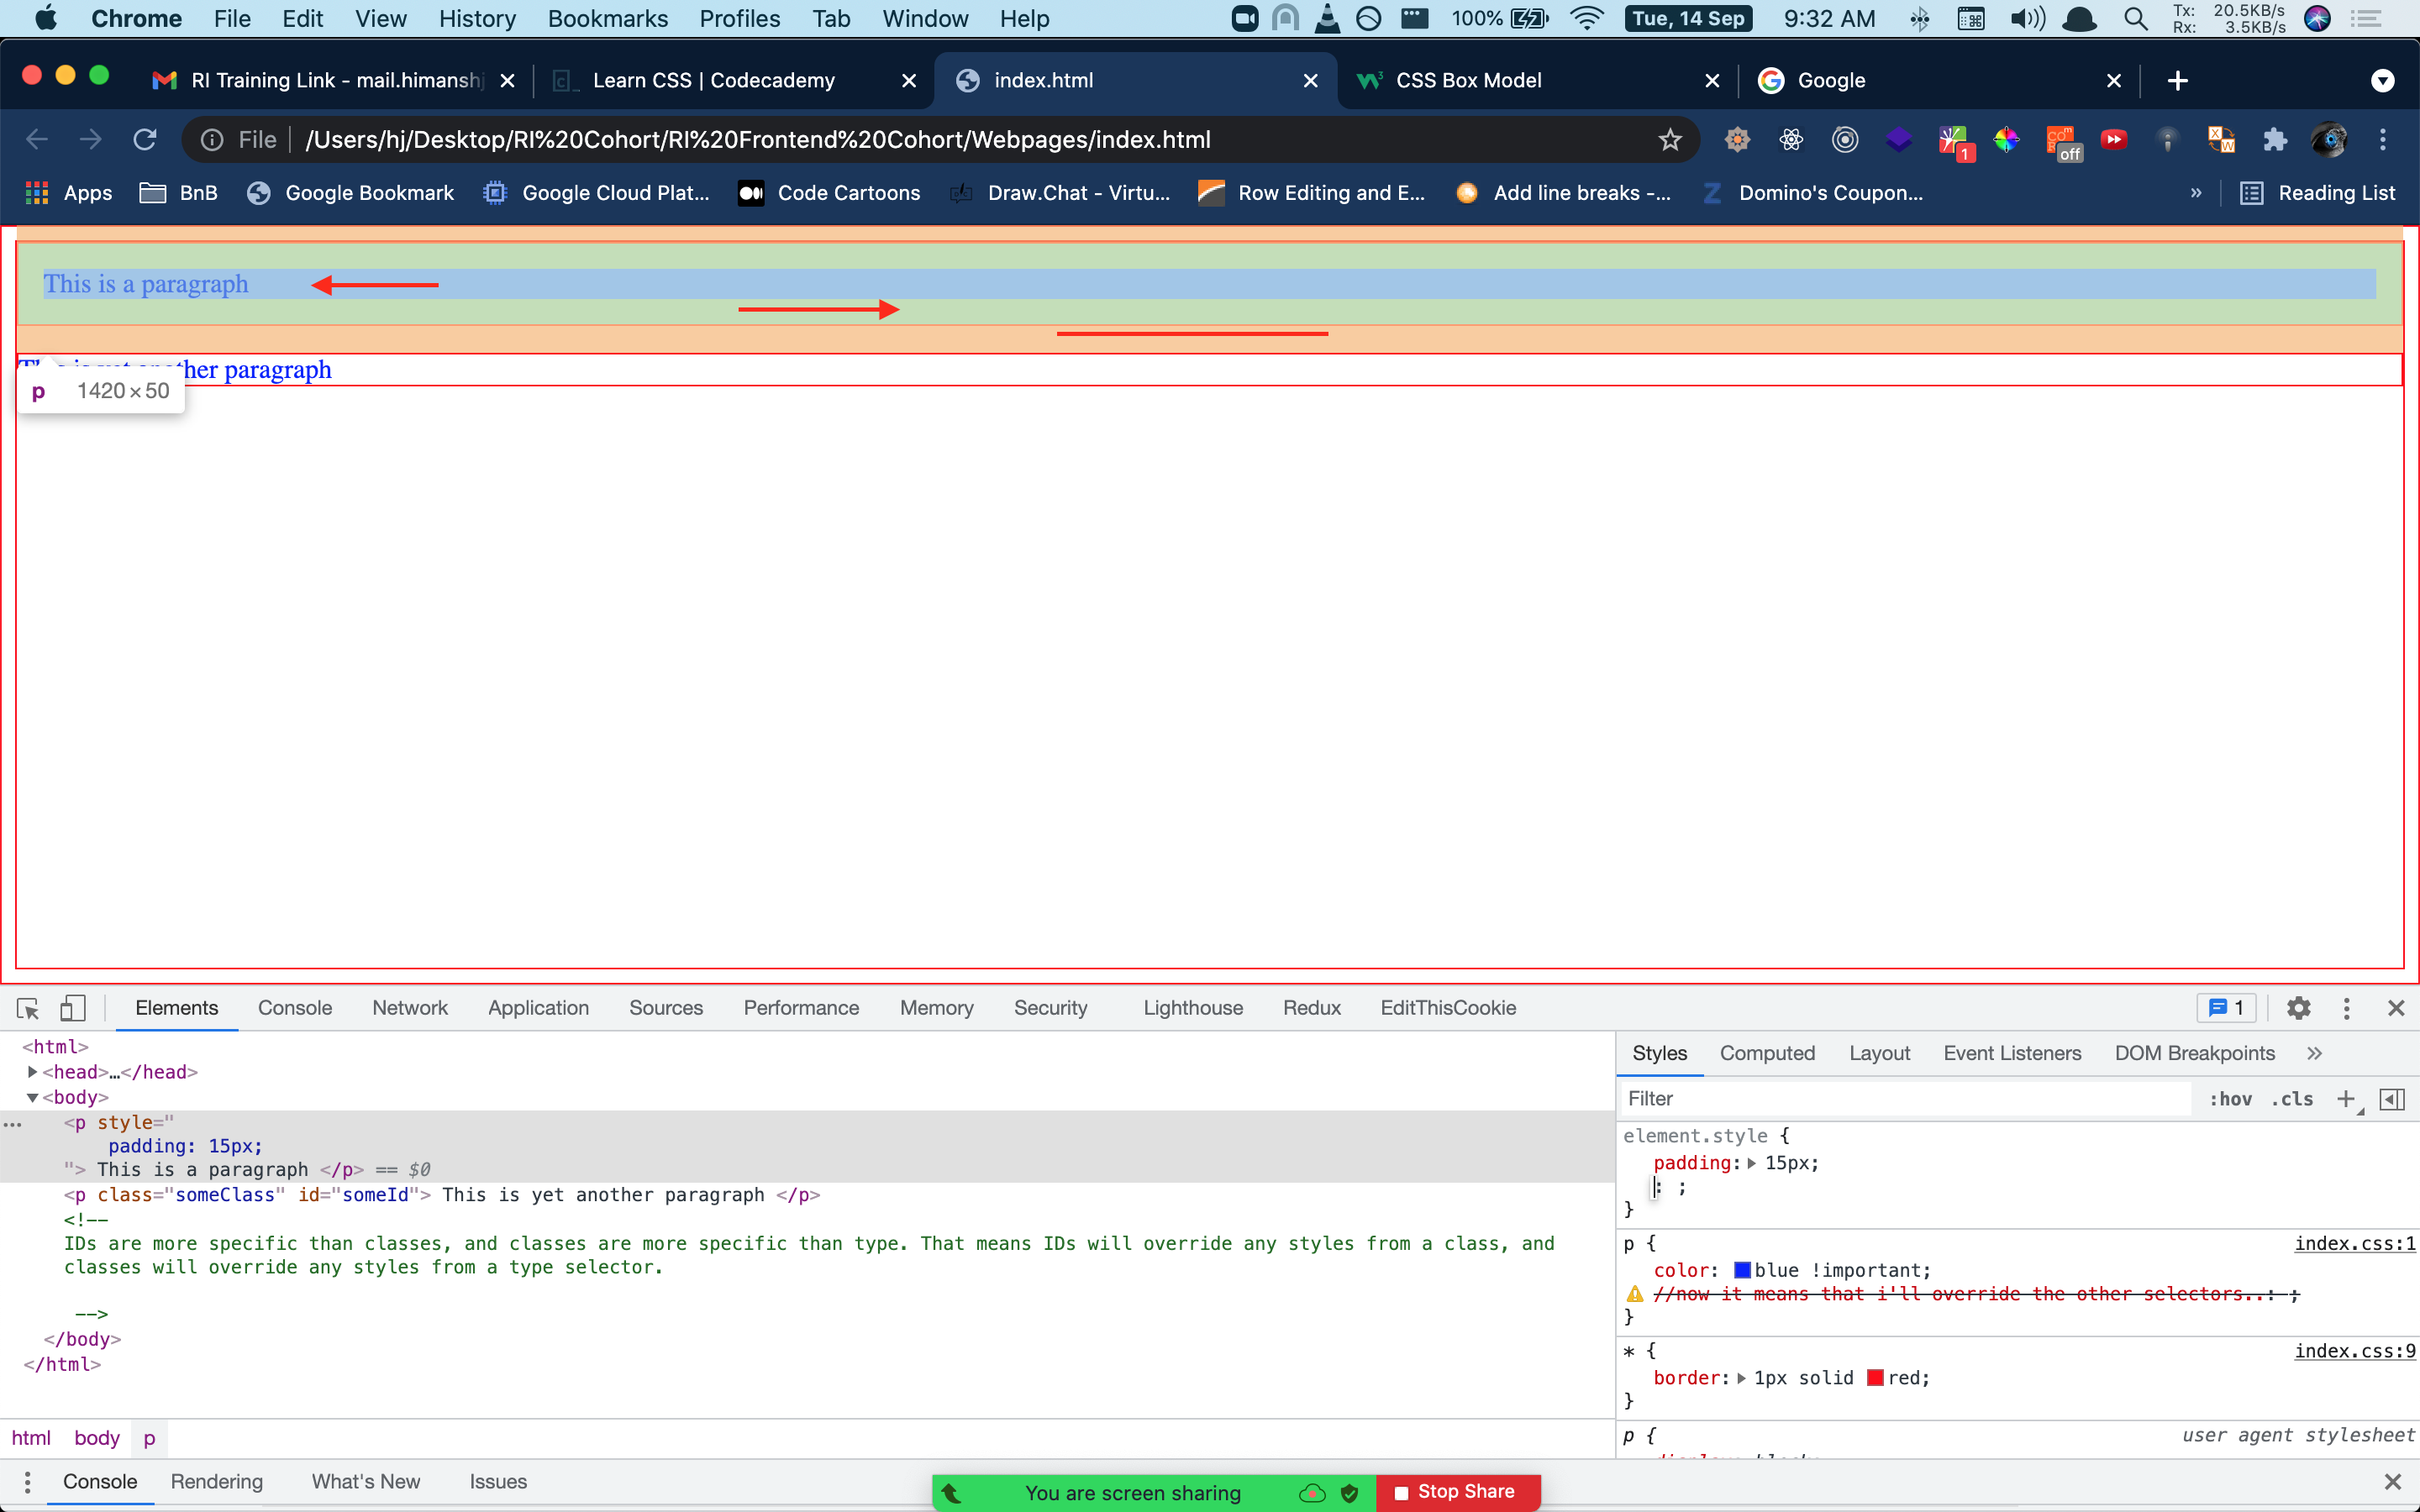 Chrome File Edit View History Bookmarks Profiles Tab Window Help 100% Tue, 14 Sep 9:32 AM Tx: 20.5KB/s
Rx: 3.5KB/s
RI Training Link - mail.himanshj Learn CSS | Codecademy index.html CSS Box Model Google
File /Users/hj/Desktop/RI%20Cohort/RI%20Frontend%20Cohort/Webpages/index.html 1 off
Apps BnB Google Bookmark Google Cloud Plat... Code Cartoons Draw.Chat - Virtu... Row Editing and E... Add line breaks -... Domino's Coupon... » Reading List
This is a paragraph
her paragraph
p 1420×50
Elements Console Network Application Sources Performance Memory Security Lighthouse Redux EditThisCookie 1
<html>
<head>…</head>
<body>
<p style="
padding: 15px;
"> This is a paragraph </p> == $0
<p class="someClass" id="someId"> This is yet another paragraph </p>
<!--
IDs are more specific than classes, and classes are more specific than type. That means IDs will override any styles from a class, and
classes will override any styles from a type selector.
-->
</body>
</html>
html body p
Styles Computed Layout Event Listeners DOM Breakpoints »
Filter :hov .cls +
element.style {
padding: 15px;
: ;
}
p { index.css:1
color: blue !important;
//now it means that i'll override the other selectors..: ;
}
* { index.css:9
border: 1px solid red;
}
p { user agent stylesheet
Console Rendering What's New Issues
You are screen sharing Stop Share